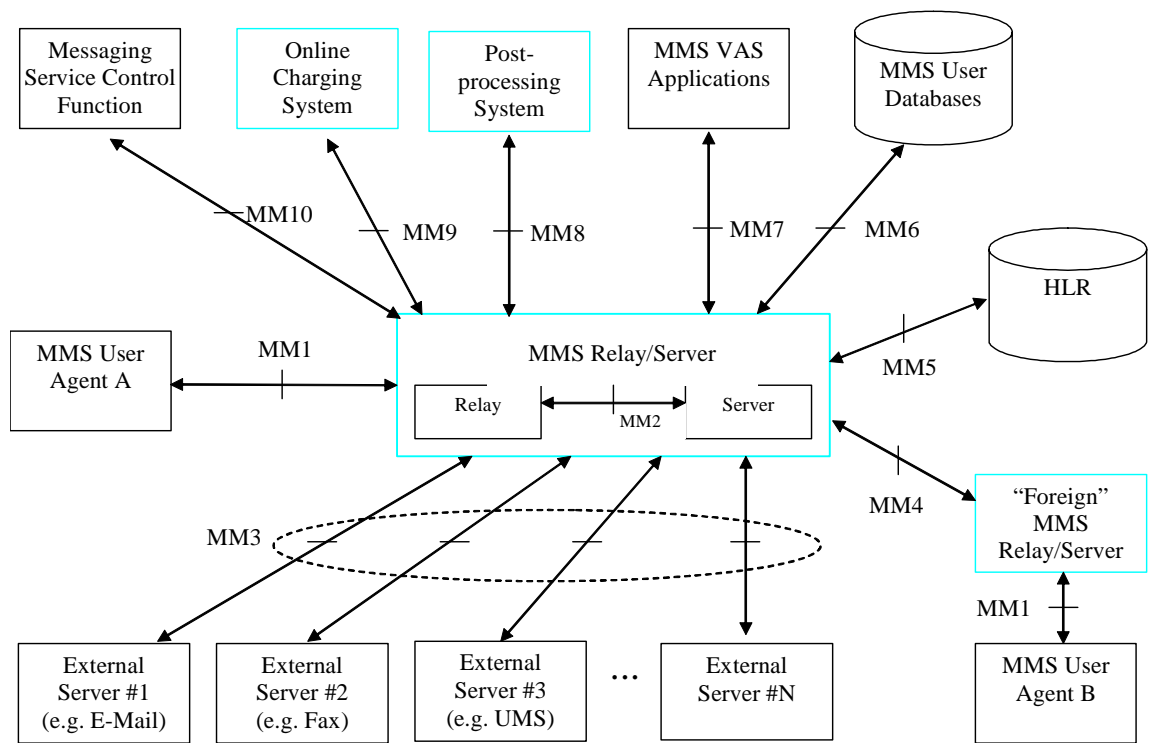 Messaging
Service Control
Function
Online
Charging
System
Post-
processing
System
MMS VAS
Applications
MMS User
Databases
MM10
MM9
MM8
MM7
MM6
HLR
MMS User
Agent A
MM1
MMS Relay/Server
Relay
MM2
Server
MM5
MM4
“Foreign”
MMS
Relay/Server
MM3
MM1
External
Server #1
(e.g. E-Mail)
External
Server #2
(e.g. Fax)
External
Server #3
(e.g. UMS)
...
External
Server #N
MMS User
Agent B